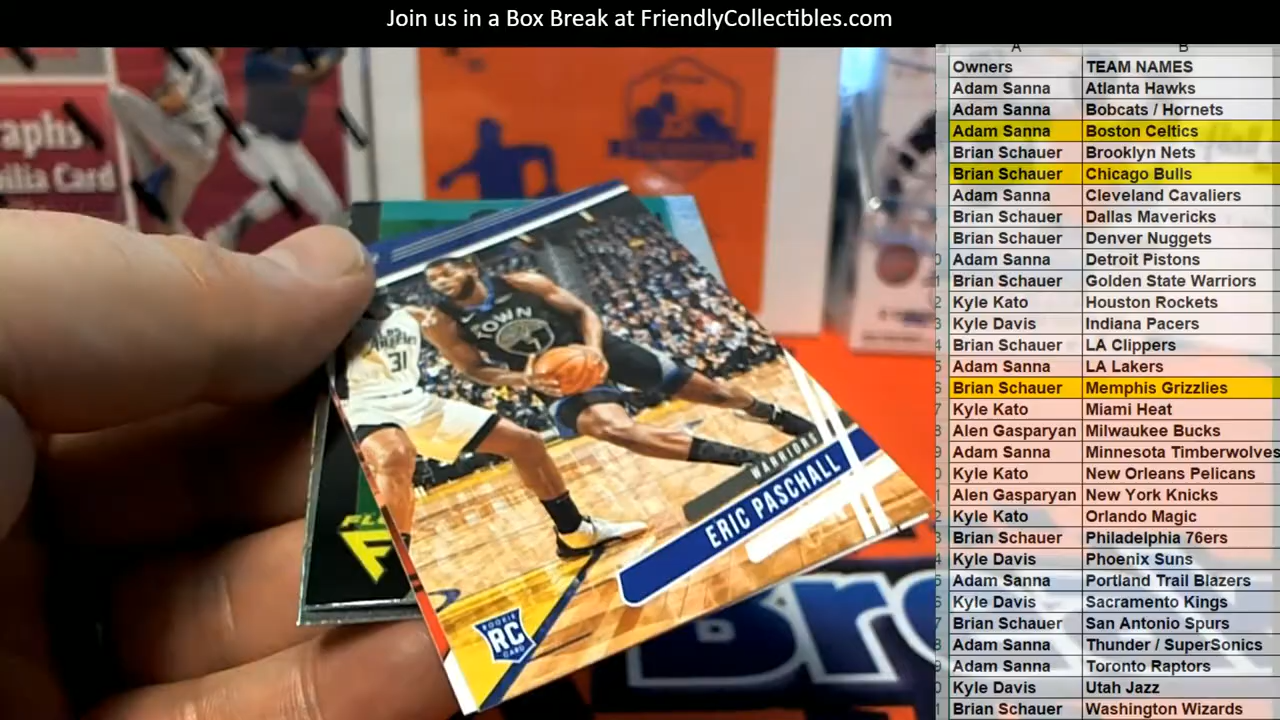 Join us in a Box Break at FriendlyCollectibles.com
A B
Owners TEAM NAMES
Adam Sanna Atlanta Hawks
Adam Sanna Bobcats / Hornets
Adam Sanna Boston Celtics
Brian Schauer Brooklyn Nets
Brian Schauer Chicago Bulls
Adam Sanna Cleveland Cavaliers
Brian Schauer Dallas Mavericks
Brian Schauer Denver Nuggets
Adam Sanna Detroit Pistons
Brian Schauer Golden State Warriors
Kyle Kato Houston Rockets
Kyle Davis Indiana Pacers
Brian Schauer LA Clippers
Adam Sanna LA Lakers
Brian Schauer Memphis Grizzlies
Kyle Kato Miami Heat
Alen Gasparyan Milwaukee Bucks
Adam Sanna Minnesota Timberwolves
Kyle Kato New Orleans Pelicans
Alen Gasparyan New York Knicks
Kyle Kato Orlando Magic
Brian Schauer Philadelphia 76ers
Kyle Davis Phoenix Suns
Adam Sanna Portland Trail Blazers
Kyle Davis Sacramento Kings
Brian Schauer San Antonio Spurs
Adam Sanna Thunder / SuperSonics
Adam Sanna Toronto Raptors
Kyle Davis Utah Jazz
Brian Schauer Washington Wizards
Card
31
TOWN
WARRIORS
ERIC PASCHALL
ROOKIE
RC
CARD